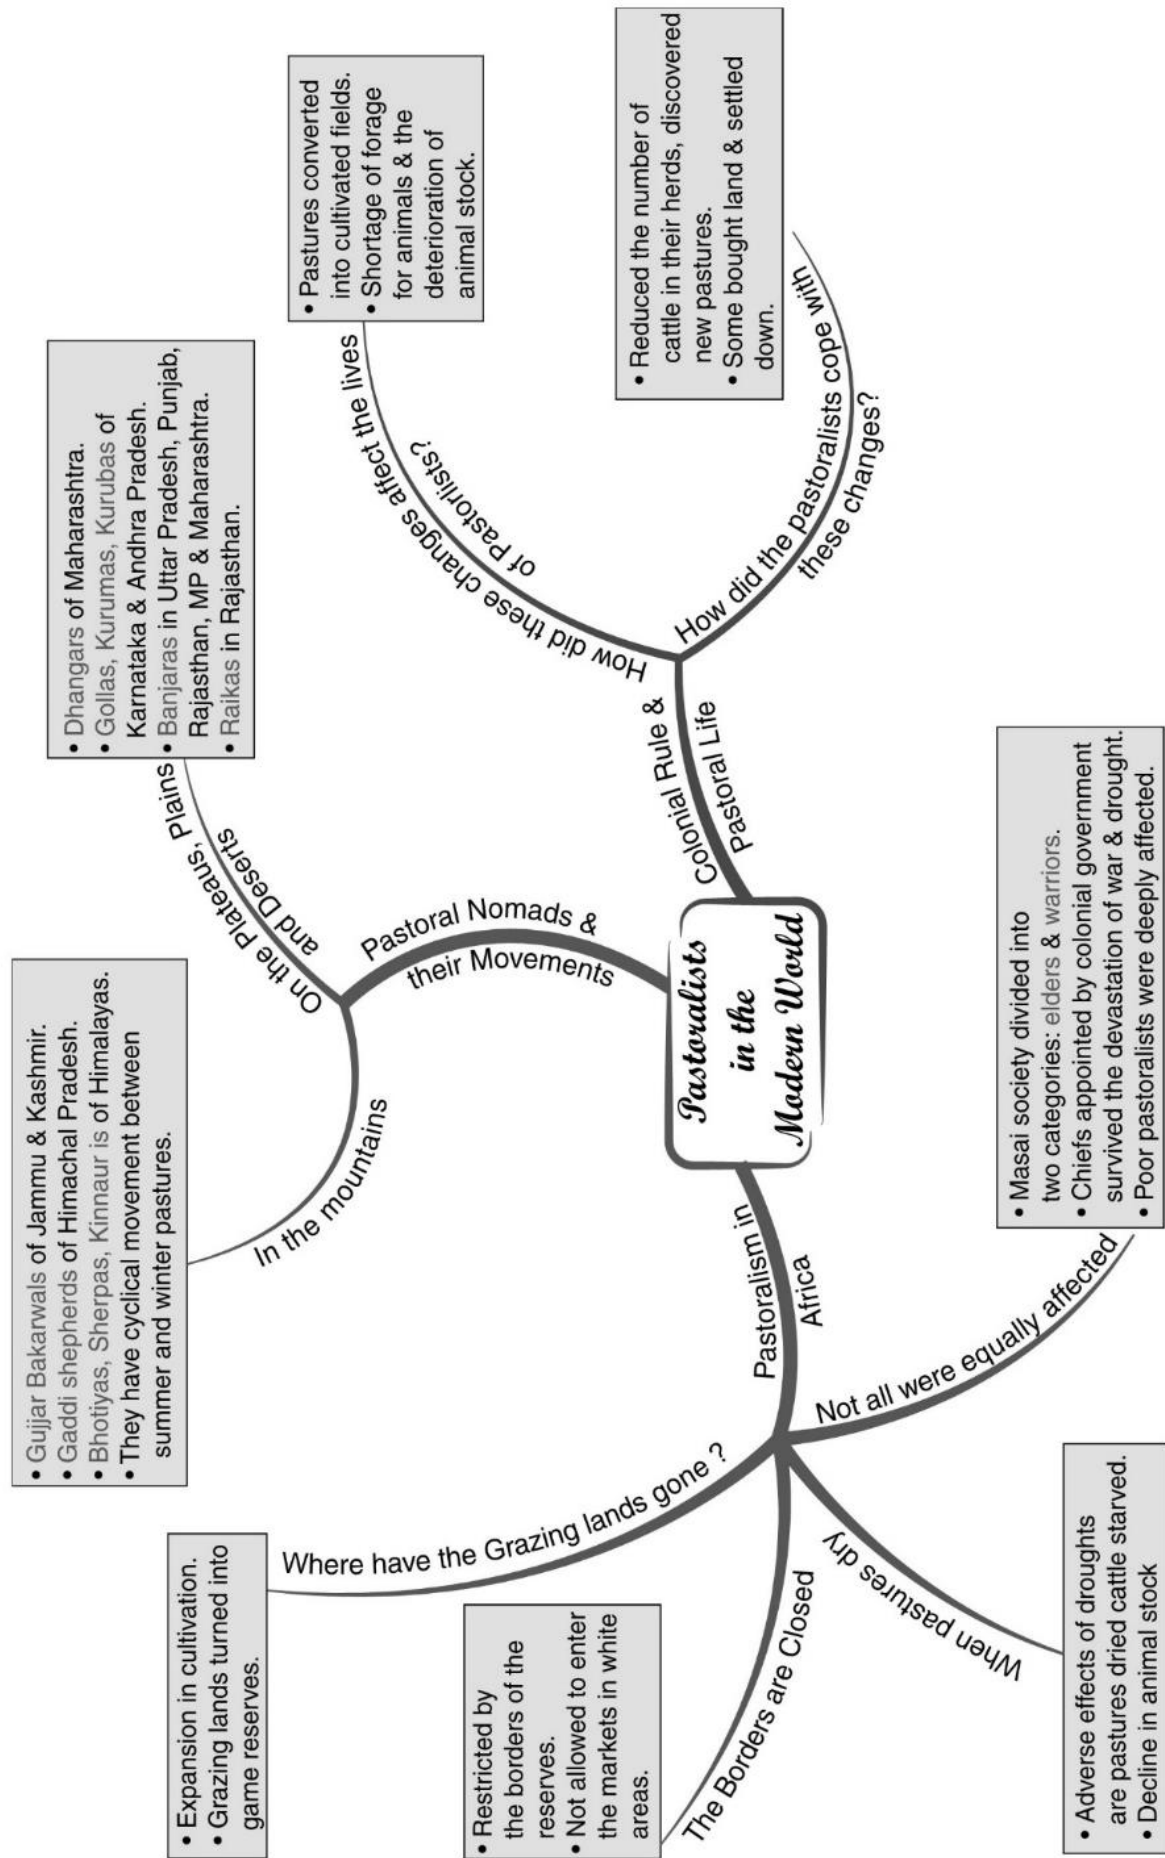 Pastoralists
in the
Modern World
Pastoral Nomads &
their Movements
In the mountains
• Gujjar Bakarwals of Jammu & Kashmir.
• Gaddi shepherds of Himachal Pradesh.
• Bhotiyas, Sherpas, Kinnaur is of Himalayas.
• They have cyclical movement between
summer and winter pastures.
On the Plateaus, Plains
and Deserts
• Dhangars of Maharashtra.
• Gollas, Kurumas, Kurubas of
Karnataka & Andhra Pradesh.
• Banjaras in Uttar Pradesh, Punjab,
Rajasthan, MP & Maharashtra.
• Raikas in Rajasthan.
Colonial Rule &
Pastoral Life
How did these changes affect the lives
of Pastorlists?
• Pastures converted
into cultivated fields.
• Shortage of forage
for animals & the
deterioration of
animal stock.
How did the pastoralists cope with
these changes?
• Reduced the number of
cattle in their herds, discovered
new pastures.
• Some bought land & settled
down.
Pastoralism in
Africa
Where have the Grazing lands gone ?
• Expansion in cultivation.
• Grazing lands turned into
game reserves.
The Borders are Closed
• Restricted by
the borders of the
reserves.
• Not allowed to enter
the markets in white
areas.
When pastures dry
• Adverse effects of droughts
are pastures dried cattle starved.
• Decline in animal stock
Not all were equally affected
• Masai society divided into
two categories: elders & warriors.
• Chiefs appointed by colonial government
survived the devastation of war & drought.
• Poor pastoralists were deeply affected.